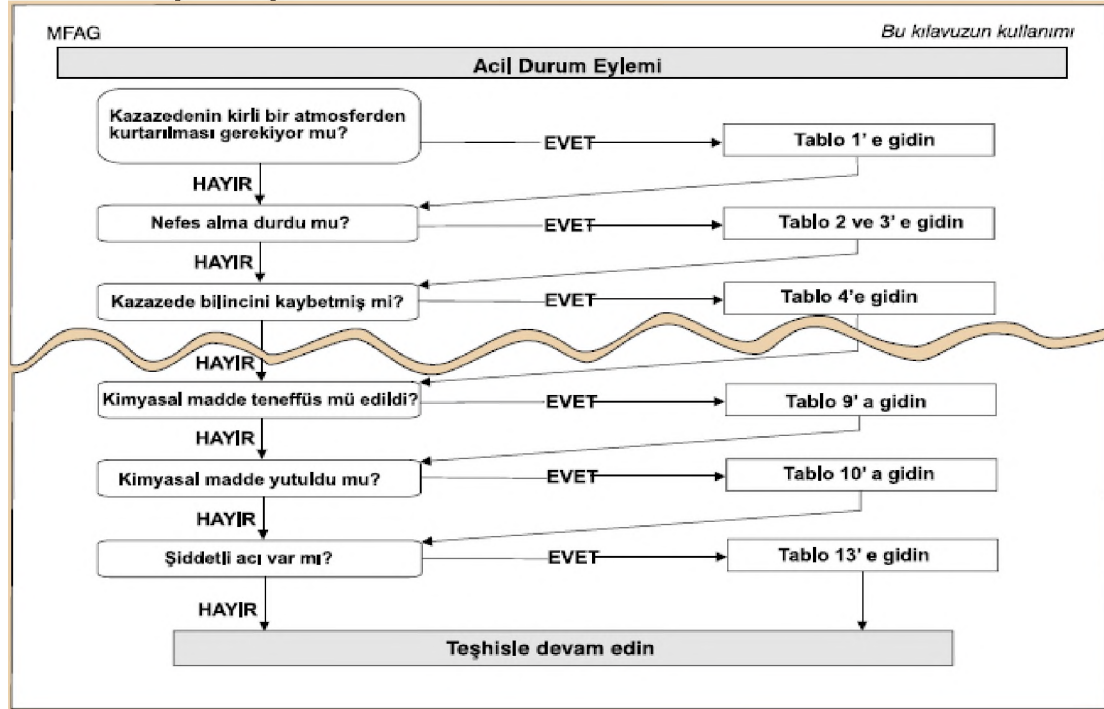 MFAG
Bu kılavuzun kullanımı
Acil Durum Eylemi
Kazazedenin kirli bir atmosferden
kurtarılması gerekiyor mu?
EVET
Tablo 1' e gidin
HAYIR
Nefes alma durdu mu?
EVET
Tablo 2 ve 3' e gidin
HAYIR
Kazazede bilincini kaybetmiş mi?
EVET
Tablo 4'e gidin
HAYIR
Kimyasal madde teneffüs mü edildi?
EVET
Tablo 9' a gidin
HAYIR
Kimyasal madde yutuldu mu?
EVET
Tablo 10' a gidin
HAYIR
Şiddetli acı var mı?
EVET
Tablo 13' e gidin
HAYIR
Teşhisle devam edin